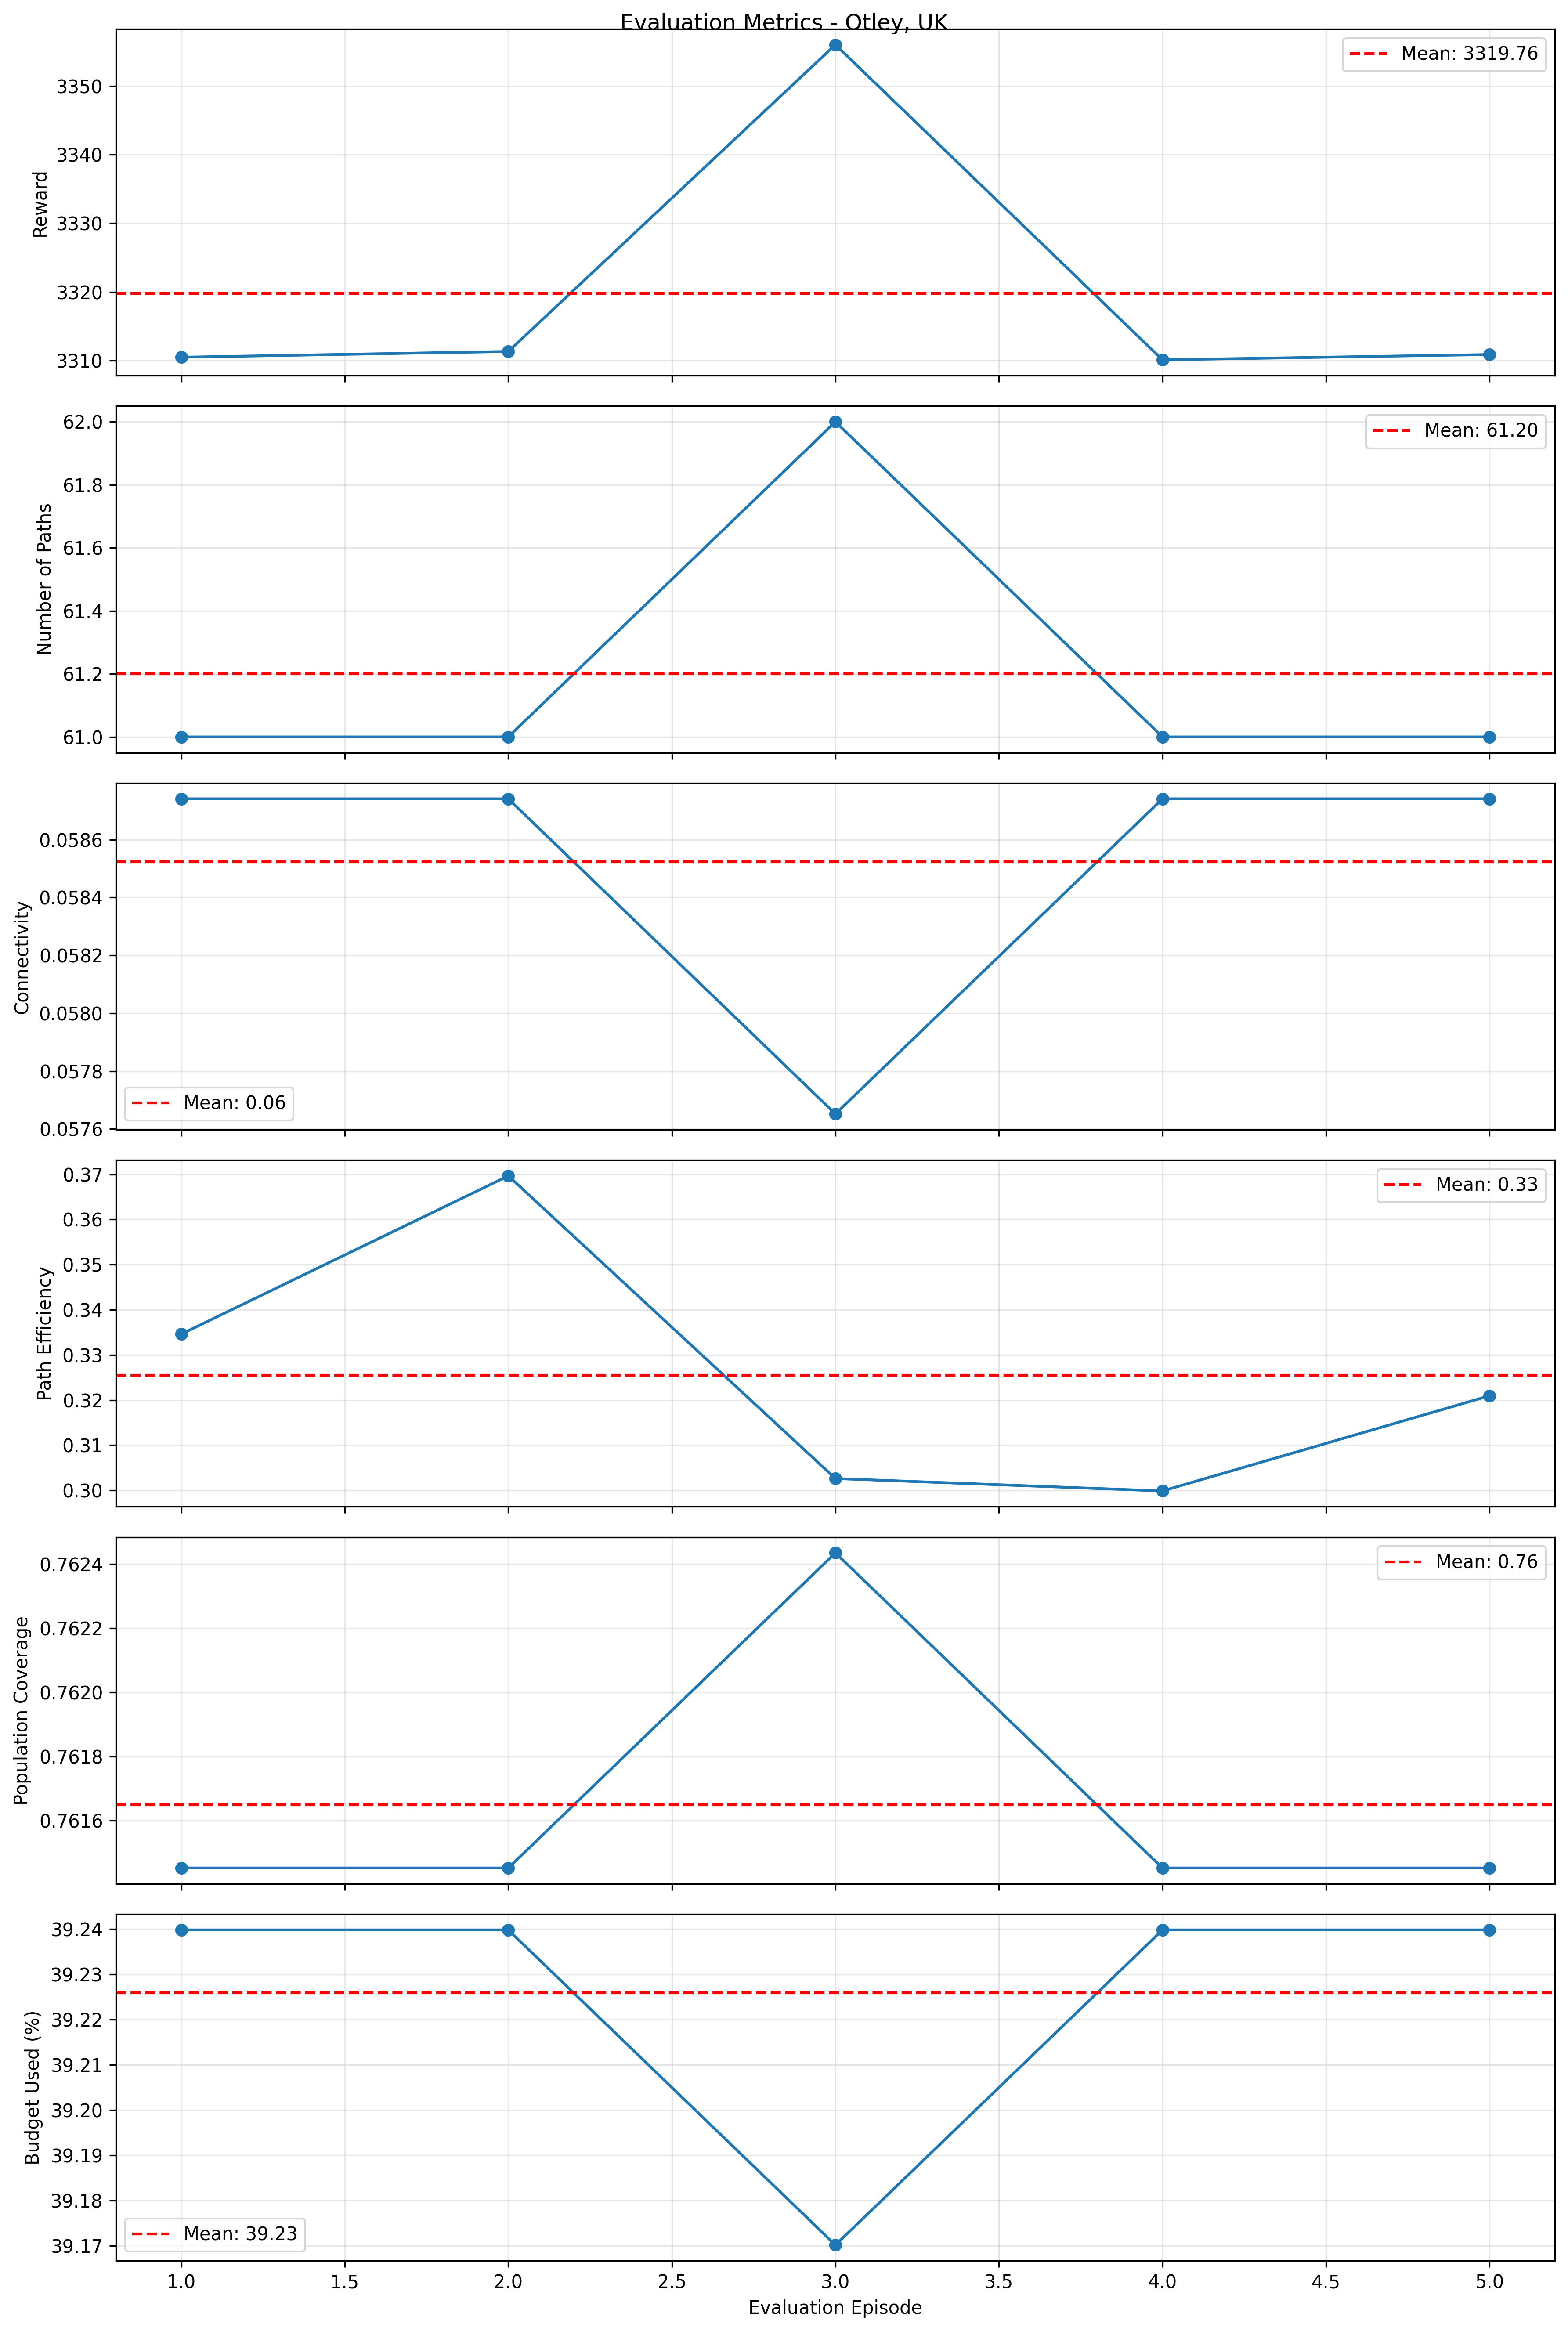 Evaluation Metrics - Otley, UK
Mean: 3319.76
3350
3340
3330
3320
3310
Reward
Mean: 61.20
62.0
61.8
61.6
61.4
61.2
61.0
Number of Paths
0.0586
0.0584
0.0582
0.0580
0.0578
0.0576
Connectivity
Mean: 0.06
Mean: 0.33
0.37
0.36
0.35
0.34
0.33
0.32
0.31
0.30
Path Efficiency
Mean: 0.76
0.7624
0.7622
0.7620
0.7618
0.7616
Population Coverage
39.24
39.23
39.22
39.21
39.20
39.19
39.18
39.17
Budget Used (%)
Mean: 39.23
1.0 1.5 2.0 2.5 3.0 3.5 4.0 4.5 5.0
Evaluation Episode